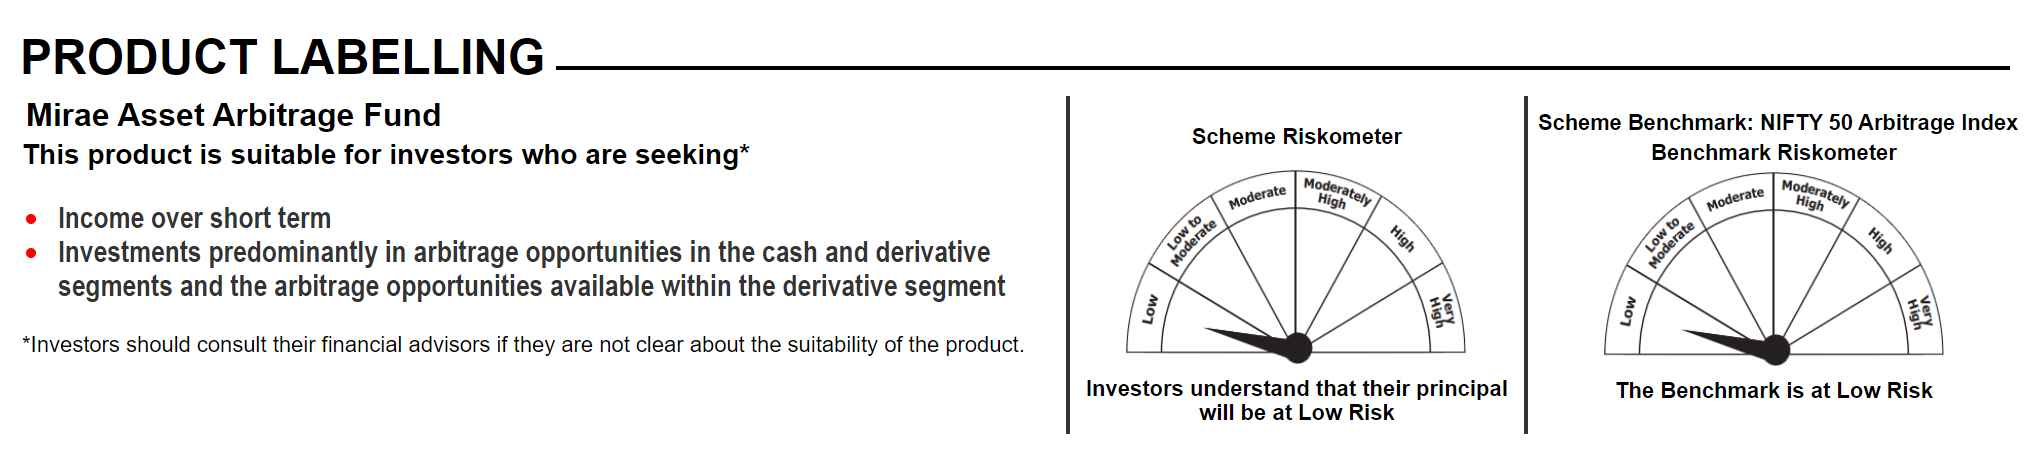 PRODUCT LABELLING
Mirae Asset Arbitrage Fund
This product is suitable for investors who are seeking*
• Income over short term
• Investments predominantly in arbitrage opportunities in the cash and derivative
segments and the arbitrage opportunities available within the derivative segment
*Investors should consult their financial advisors if they are not clear about the suitability of the product.
Scheme Riskometer
Low
Low to
Moderate
Moderate
Moderately
High
High
Very
High
Investors understand that their principal
will be at Low Risk
Scheme Benchmark: NIFTY 50 Arbitrage Index
Benchmark Riskometer
Low
Low to
Moderate
Moderate
Moderately
High
High
Very
High
The Benchmark is at Low Risk